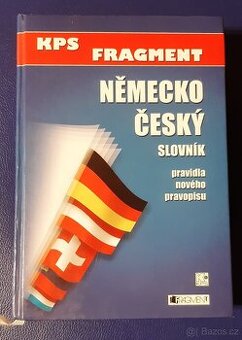 KPS FRAGMENT
NĚMECKO
ČESKÝ
SLOVNÍK
pravidla
nového
pravopisu
FRAGMENT
Bazos.cz